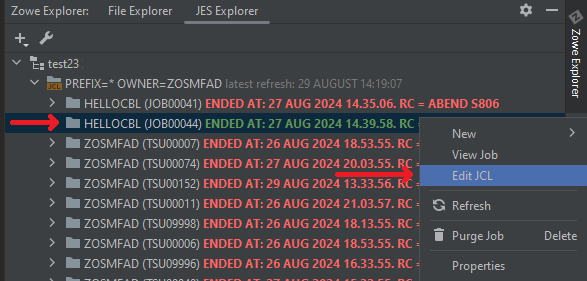 Zowe Explorer: File Explorer JES Explorer
Zowe Explorer
test23
JCL PREFIX=* OWNER=ZOSMFAD latest refresh: 29 AUGUST 14:19:07
HELLOCBL (JOB00041) ENDED AT: 27 AUG 2024 14.35.06. RC = ABEND S806
HELLOCBL (JOB00044) ENDED AT: 27 AUG 2024 14.39.58. RC =
ZOSMFAD (TSU00007) ENDED AT: 26 AUG 2024 18.53.55. RC
ZOSMFAD (TSU00074) ENDED AT: 27 AUG 2024 20.03.55. RC
ZOSMFAD (TSU00152) ENDED AT: 29 AUG 2024 13.33.56. RC
ZOSMFAD (TSU00011) ENDED AT: 26 AUG 2024 21.03.57. RC
ZOSMFAD (TSU09998) ENDED AT: 26 AUG 2024 18.13.55. RC
ZOSMFAD (TSU00006) ENDED AT: 26 AUG 2024 18.53.55. RC
ZOSMFAD (TSU09996) ENDED AT: 26 AUG 2024 16.33.55. RC =
New
View Job
Edit JCL
Refresh
Purge Job Delete
Properties